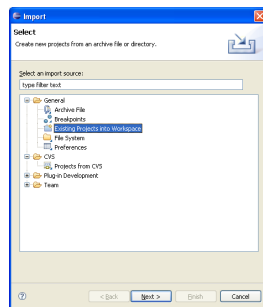 Import
Select
Create new projects from an archive file or directory.
Select an import source:
type filter text
General
Archive File
Breakpoints
Existing Projects into Workspace
File System
Preferences
CVS
Projects from CVS
Plug-in Development
Team
< Back
Next >
Finish
Cancel